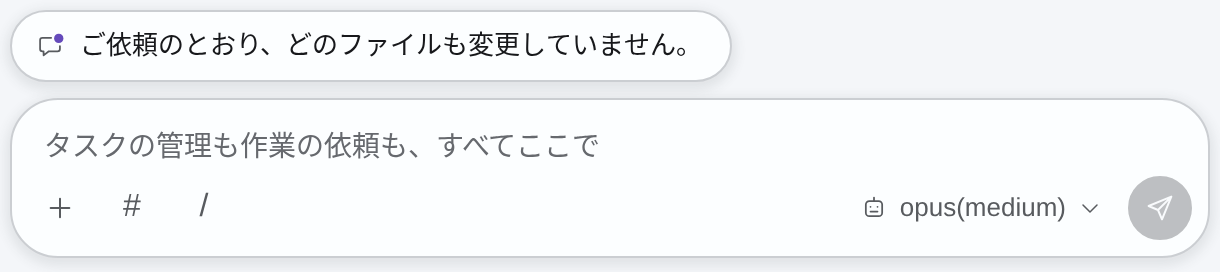 ご依頼のとおり、どのファイルも変更していません。
タスクの管理も作業の依頼も、すべてここで
# /
opus(medium)